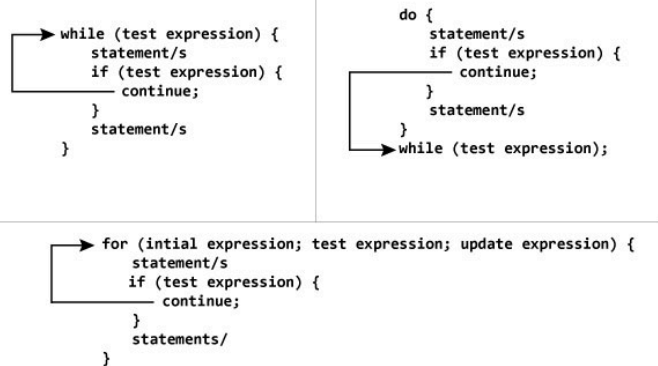 while (test expression) {
statement/s
if (test expression) {
continue;
}
statement/s
}
do {
statement/s
if (test expression) {
continue;
}
statement/s
}
while (test expression);
for (intial expression; test expression; update expression) {
statement/s
if (test expression) {
continue;
}
statements/
}